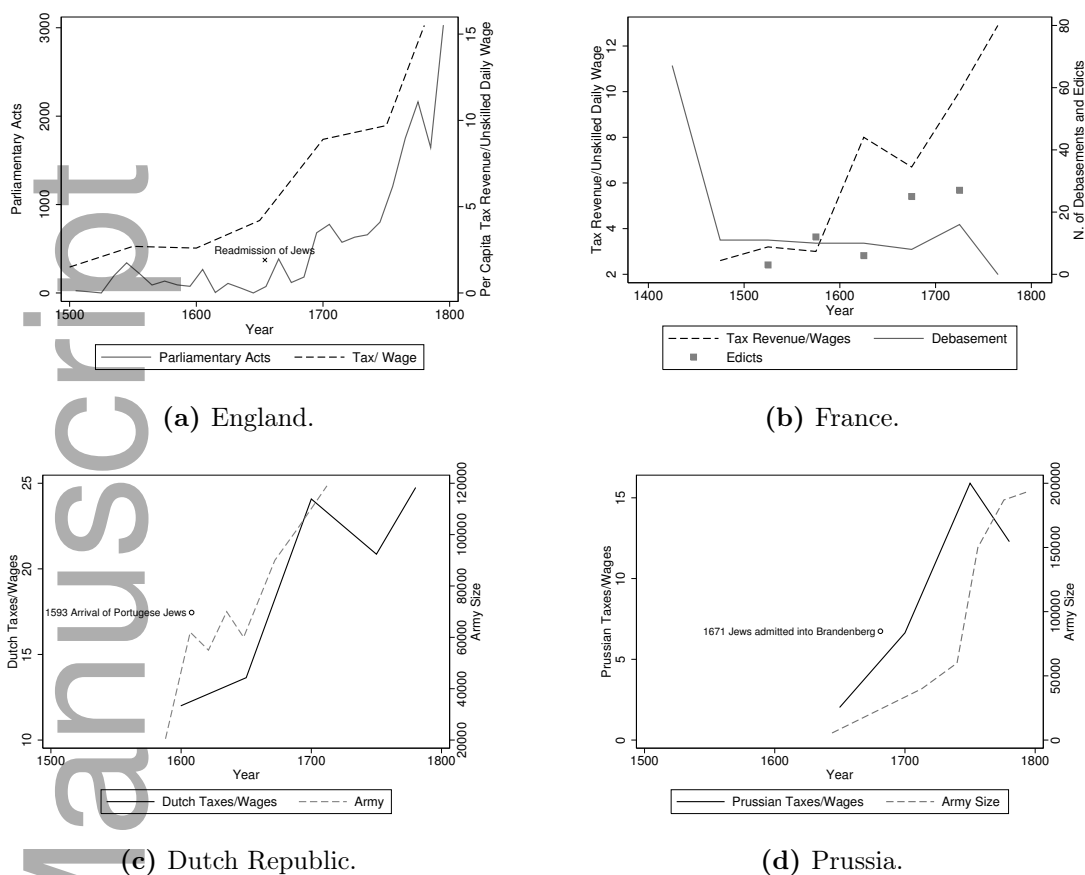 Parliamentary Acts
0 1000 2000 3000
Per Capita Tax Revenue/Unskilled Daily Wage
0 5 10 15
Readmission of Jews
1500 1600 1700 1800
Year
Parliamentary Acts Tax/ Wage
(a) England.
Tax Revenue/Unskilled Daily Wage
2 4 6 8 10 12
N. of Debasements and Edicts
0 20 40 60 80
1400 1500 1600 1700 1800
Year
Tax Revenue/Wages Debasement
Edicts
(b) France.
Dutch Taxes/Wages
10 15 20 25
Army Size
20000 40000 60000 80000 100000 120000
1593 Arrival of Portugese Jews
1500 1600 1700 1800
Year
Dutch Taxes/Wages Army
(c) Dutch Republic.
Prussian Taxes/Wages
0 5 10 15
Army Size
0 50000 100000 150000 200000
1671 Jews admitted into Brandenberg
1500 1600 1700 1800
Year
Prussian Taxes/Wages Army Size
(d) Prussia.
anuscript